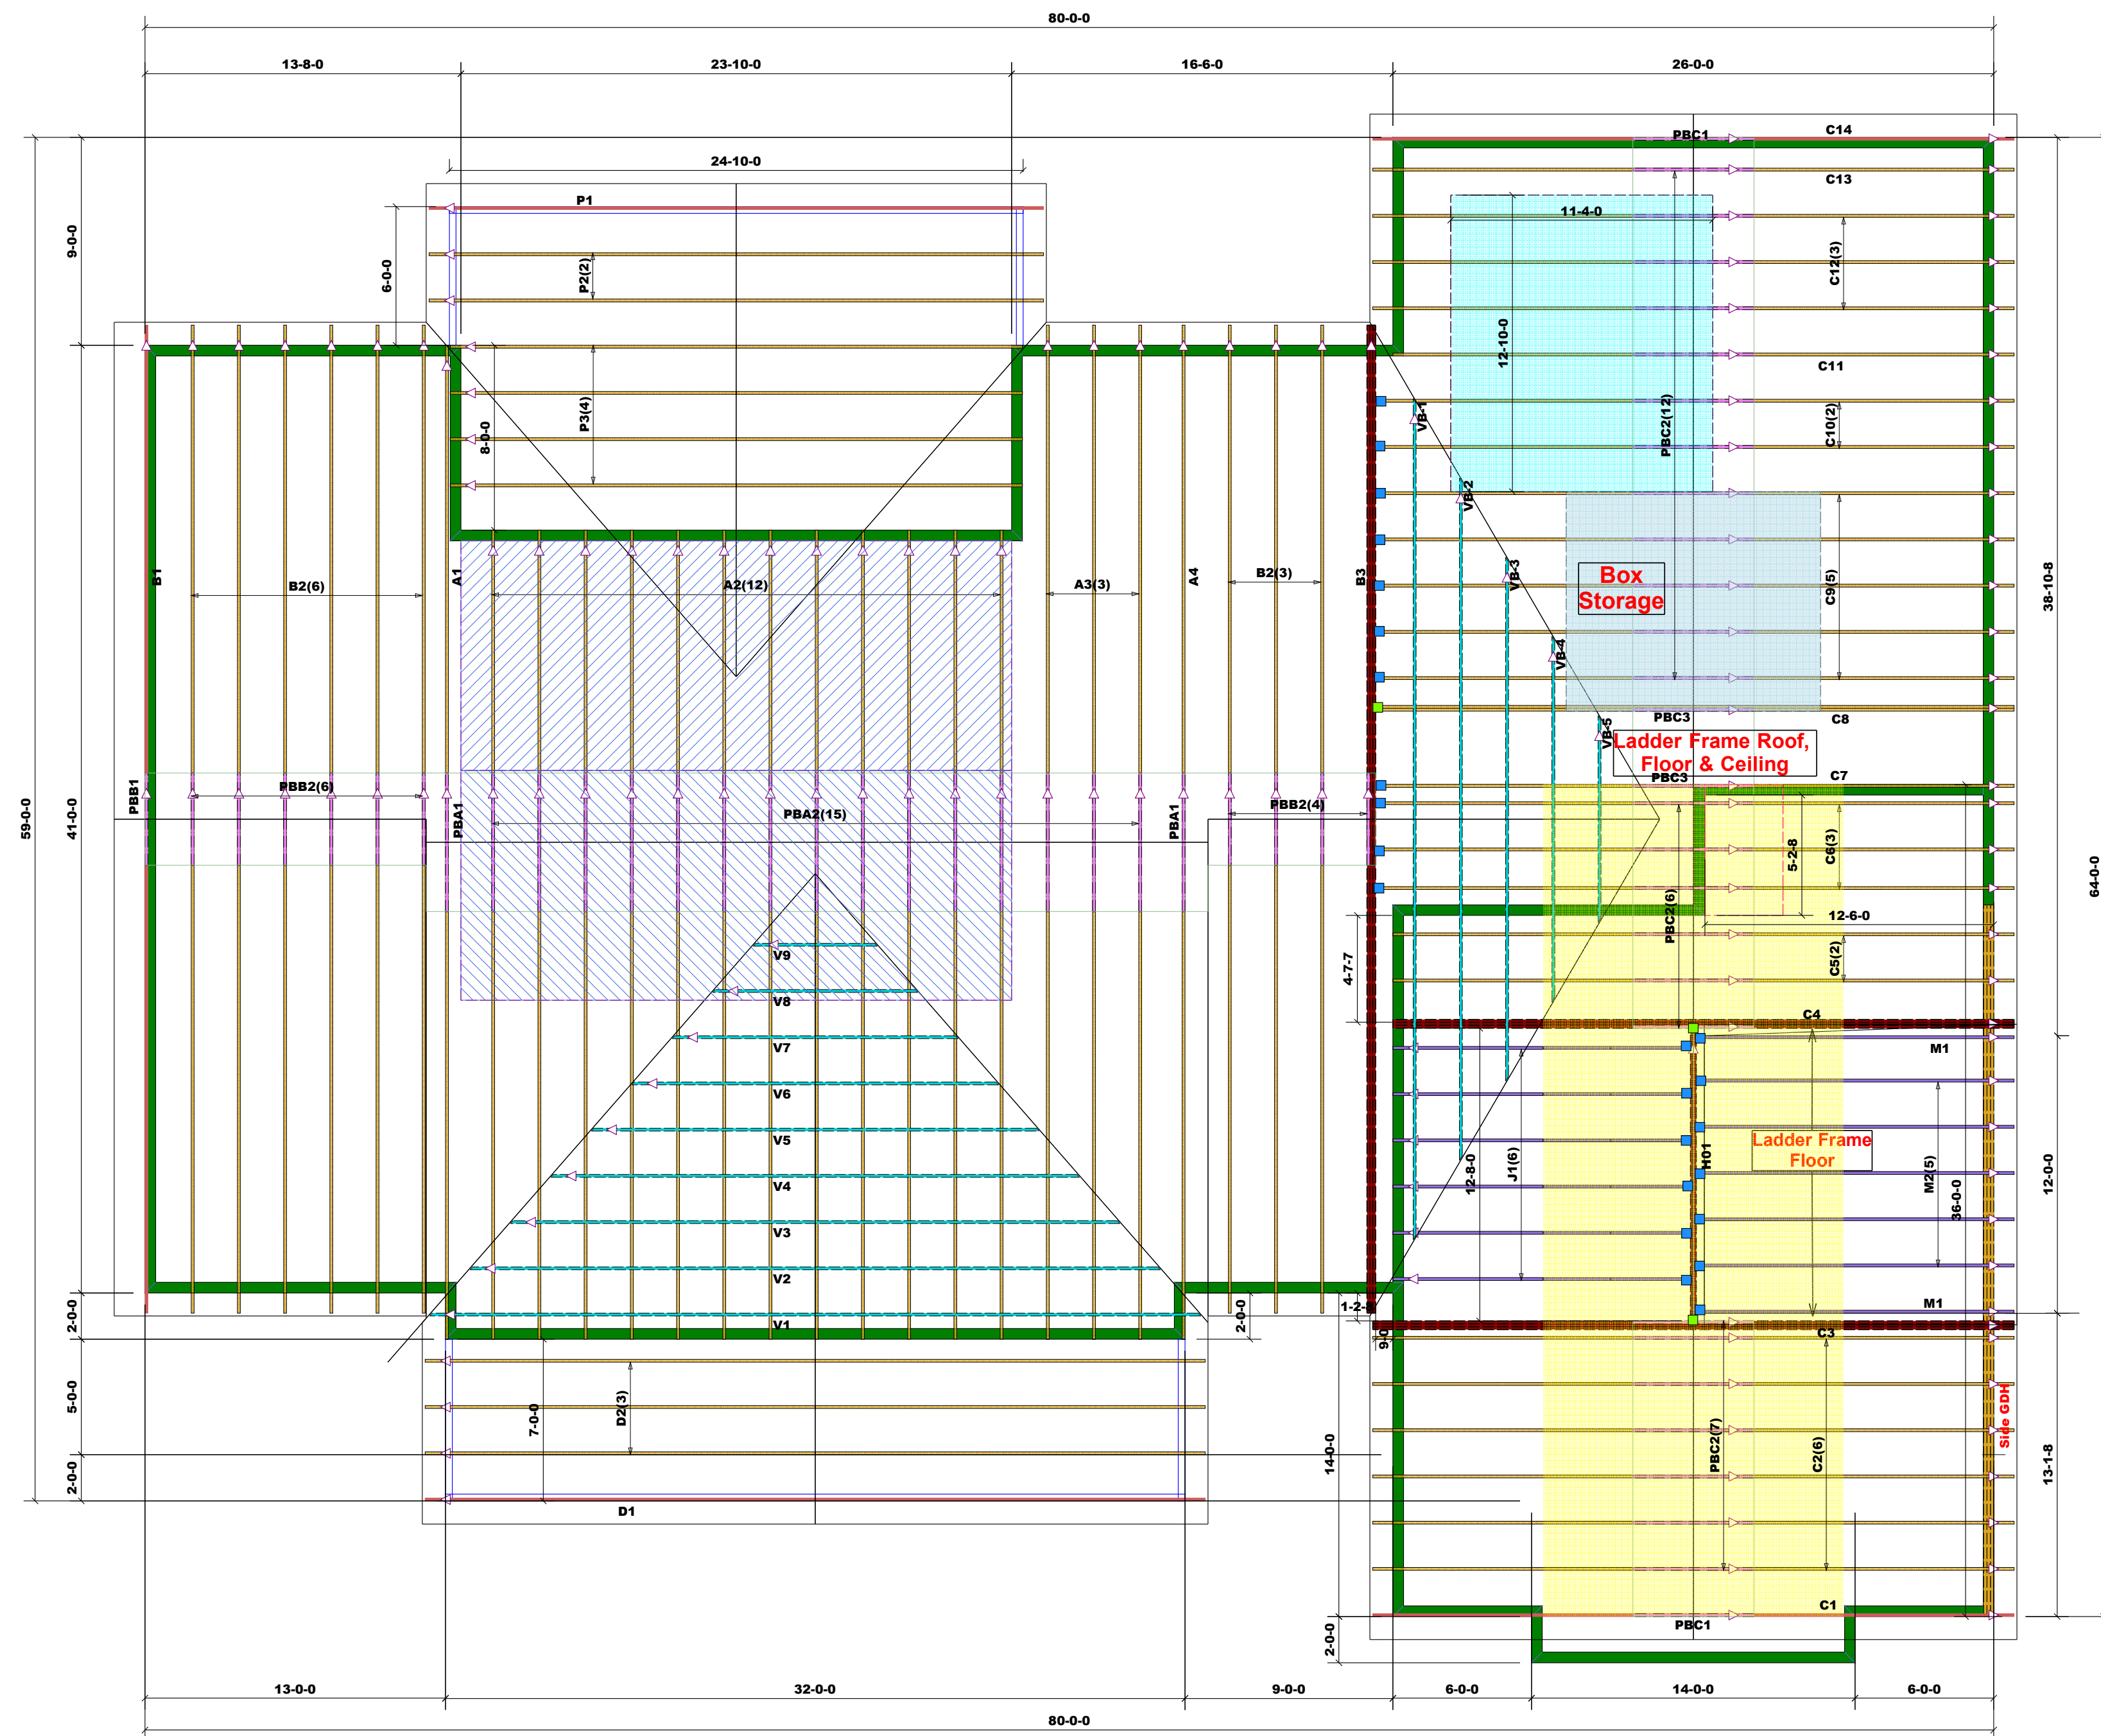 80-0-0
13-8-0
23-10-0
16-6-0
26-0-0
C14
PBC1
24-10-0
C13
P1
11-4-0
9-0-0
6-0-0
P2(2)
C12(3)
12-10-0
C11
P3(4)
8-0-0
PBC2(12)
C10(2)
VB-1
VB-2
B1
B2(6)
A1
A2(12)
A3(3)
A4
B2(3)
B3
VB-3
Box
Storage
C9(5)
38-10-8
VB-4
PBC3
C8
VB-5
Ladder Frame Roof,
Floor & Ceiling
PBC3
C7
59-0-0
41-0-0
PBB1
PBB2(6)
PBA1
PBA2(15)
PBA1
PBB2(4)
5-2-8
C6(3)
64-0-0
PBC2(6)
12-6-0
4-7-7
C5(2)
V9
V8
C4
V7
M1
V6
V5
12-8-0
J1(6)
H01
Ladder Frame
Floor
M2(5)
36-0-0
12-0-0
V4
V3
V2
M1
2-0-0
2-0-0
V1
C3
5-0-0
D2(3)
7-0-0
14-0-0
PBC2(7)
C2(6)
Side GDH
13-1-8
2-0-0
D1
C1
PBC1
2-0-0
13-0-0
32-0-0
9-0-0
6-0-0
14-0-0
6-0-0
80-0-0